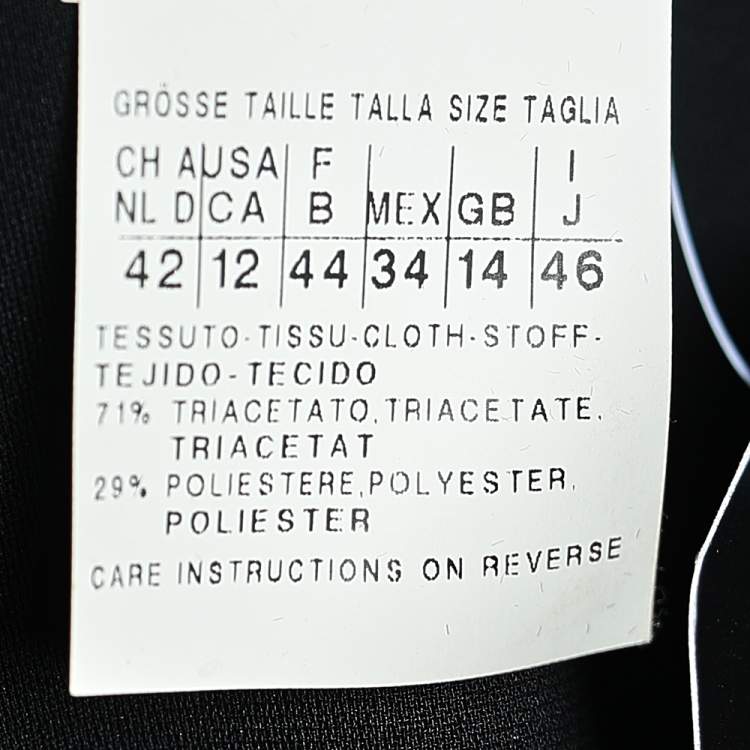 GRÖSSE TAILLE TALLA SIZE TAGLIA
CH A USA F I
NL D CA B MEX GB J
42 12 44 34 14 46
TESSUTO-TISSU-CLOTH-STOFF-
TEJIDO-TECIDO
71% TRIACETATO,TRIACETATE,
TRIACETAT
29% POLIESTERE,POLYESTER,
POLIESTER
CARE INSTRUCTIONS ON REVERSE